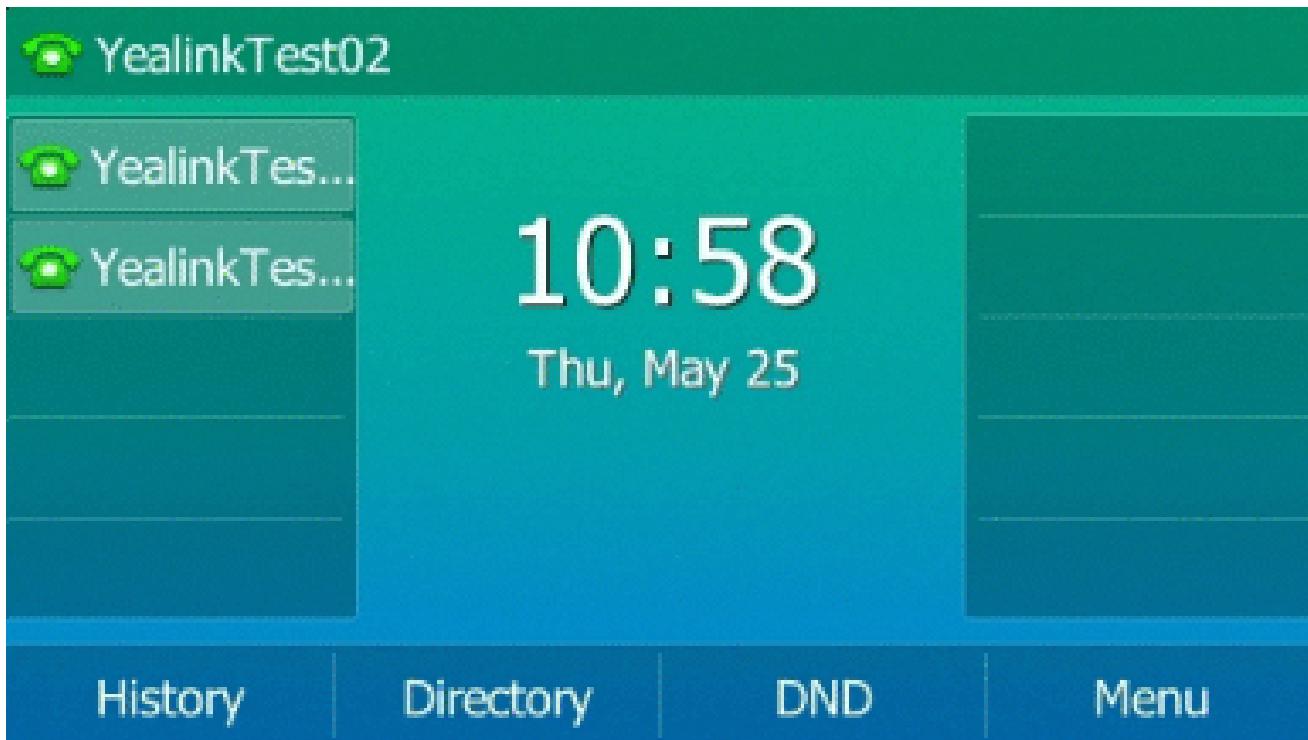 YealinkTest02
YealinkTes...
YealinkTes...
10:58
Thu, May 25
History Directory DND Menu